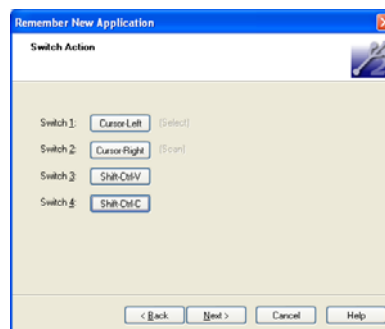 Remember New Application
Switch Action
Switch 1: Cursor-Left (Select)
Switch 2: Cursor-Right (Scan)
Switch 3: Shift-Ctrl-V
Switch 4: Shift-Ctrl-C
< Back Next > Cancel Help